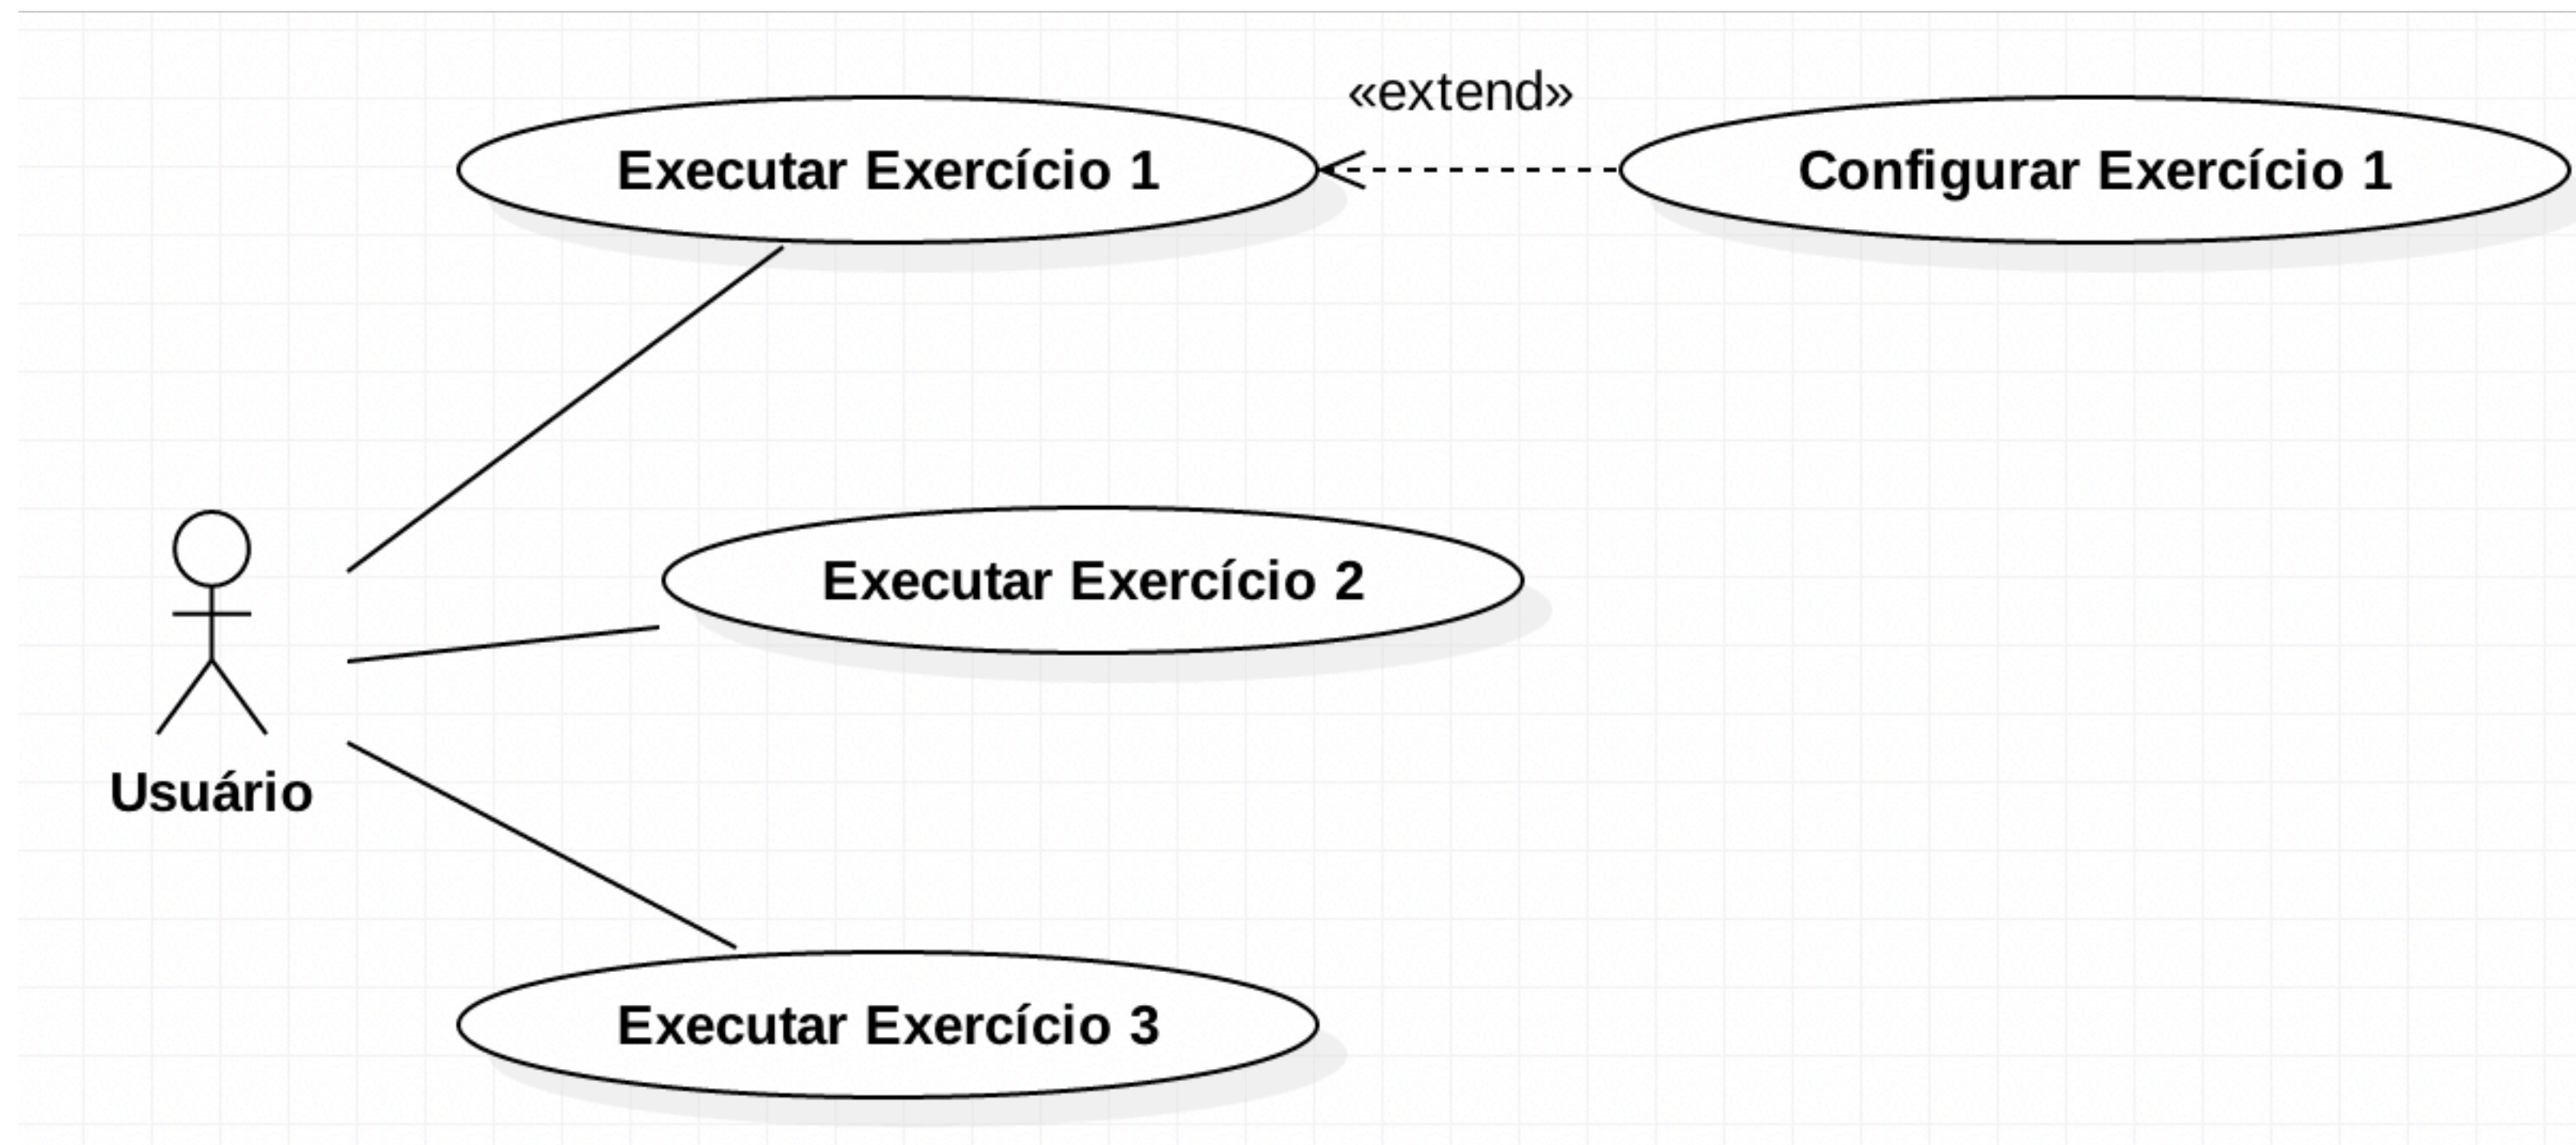 «extend»
Executar Exercício 1
Configurar Exercício 1
Executar Exercício 2
Usuário
Executar Exercício 3